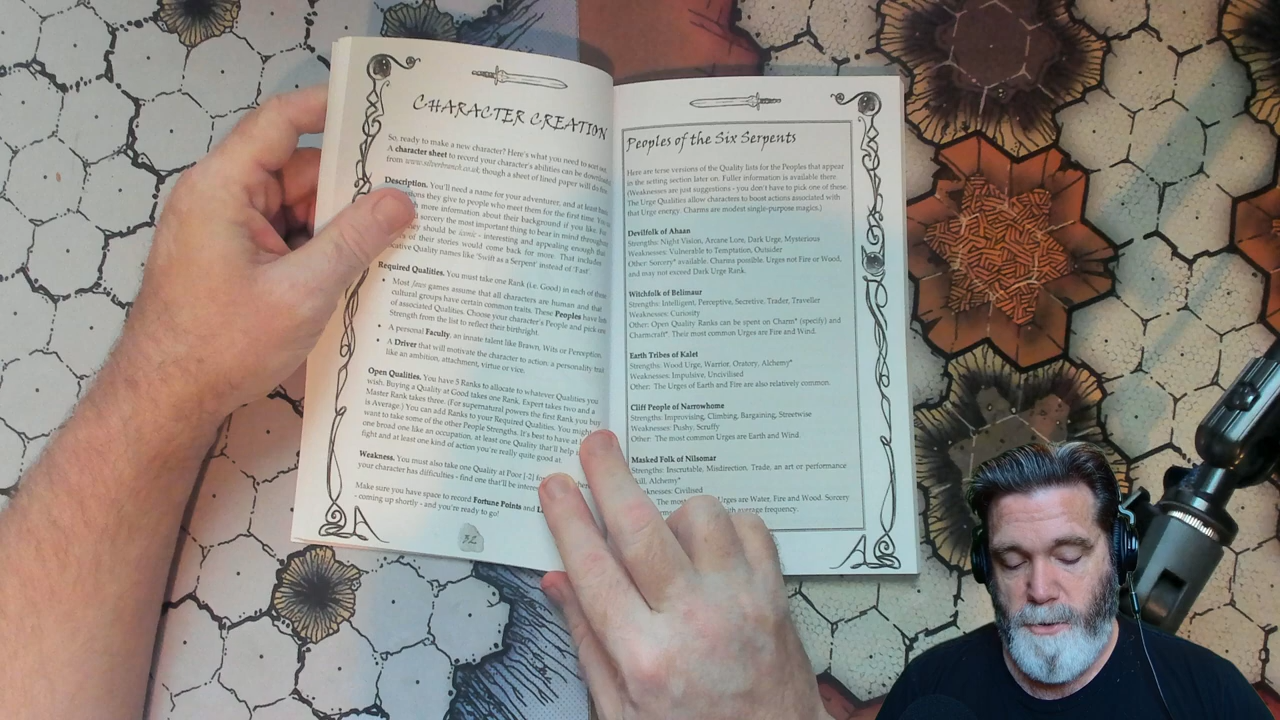 CHARACTER CREATION
So, ready to make a new character? Here's what you need to sort out.
A character sheet to record your character's abilities can be downloaded
from www.silverbranch.co.uk, though a sheet of lined paper will do fine.
Description. You'll need a name for your adventurer, and at least
they give to people who meet them for the first time.
more information about their background if you like.
sorcery the most important thing to bear in mind throughout
they should be iconic - interesting and appealing enough that
of their stories would come back for more. That includes
Quality names like 'Swift as a Serpent' instead of 'Fast'.
Required Qualities. You must take one Rank (i.e. Good) in each of these
• Most Jaws games assume that all characters are human and that
cultural groups have certain common traits. These Peoples have lists
of associated Qualities. Choose your character's People and pick one
Strength from the list to reflect their birthright.
• A personal Faculty, an innate talent like Brawn, Wits or Perception.
• A Driver that will motivate the character to action: a personality trait
like an ambition, attachment, virtue or vice.
Open Qualities. You have 5 Ranks to allocate to whatever Qualities you
wish. Buying a Quality at Good takes one Rank, Expert takes two and a
Master Rank takes three. (For supernatural powers the first Rank you buy
is Average.) You can add Ranks to your Required Qualities. You might
want to take some of the other People Strengths. It's best to have at
one broad one like an occupation, at least one Quality that'll help
fight and at least one kind of action you're really quite good at.
Weakness. You must also take one Quality at Poor [-2] for
your character has difficulties - find one that'll be
Make sure you have space to record Fortune Points and
- coming up shortly - and you're ready to go!
32
Peoples of the Six Serpents
Here are terse versions of the Quality lists for the Peoples that appear
in the setting section later on. Fuller information is available there.
(Weaknesses are just suggestions - you don't have to pick one of these.
The Urge Qualities allow characters to boost actions associated with
that Urge energy. Charms are modest single-purpose magics.)
Devilfolk of Ahaan
Strengths: Night Vision, Arcane Lore, Dark Urge, Mysterious
Weaknesses: Vulnerable to Temptation, Outsider
Other: Sorcery* available. Charms possible. Urges not Fire or Wood,
and may not exceed Dark Urge Rank.
Witchfolk of Belimaur
Strengths: Intelligent, Perceptive, Secretive, Trader, Traveller
Weaknesses: Curiosity
Other: Open Quality Ranks can be spent on Charm* (specify) and
Charmcraft*. Their most common Urges are Fire and Wind.
Earth Tribes of Kalet
Strengths: Wood Urge, Warrior, Oratory, Alchemy*
Weaknesses: Impulsive, Uncivilised
Other: The Urges of Earth and Fire are also relatively common.
Cliff People of Narrowhome
Strengths: Improvising, Climbing, Bargaining, Streetwise
Weaknesses: Pushy, Scruffy
Other: The most common Urges are Earth and Wind.
Masked Folk of Nilsomar
Strengths: Inscrutable, Misdirection, Trade, an art or performance
skill, Alchemy*
Weaknesses: Civilised
The most Urges are Water, Fire and Wood. Sorcery
with average frequency.